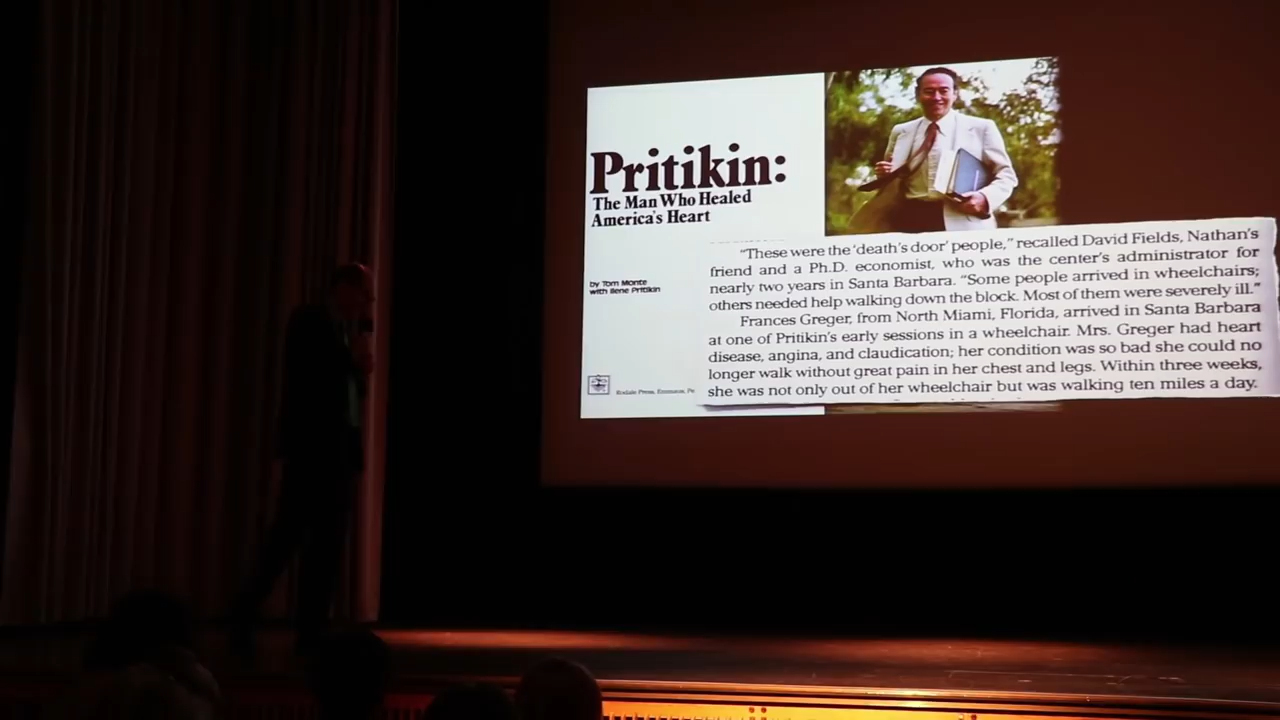 Pritikin:
The Man Who Healed
America's Heart
by Tom Monte
with Ilene Pritikin
Rodale Press, Emmaus, Pe
"These were the 'death's door' people," recalled David Fields, Nathan's
friend and a Ph.D. economist, who was the center's administrator for
nearly two years in Santa Barbara. "Some people arrived in wheelchairs;
others needed help walking down the block. Most of them were severely ill."
Frances Greger, from North Miami, Florida, arrived in Santa Barbara
at one of Pritikin's early sessions in a wheelchair. Mrs. Greger had heart
disease, angina, and claudication; her condition was so bad she could no
longer walk without great pain in her chest and legs. Within three weeks,
she was not only out of her wheelchair but was walking ten miles a day.